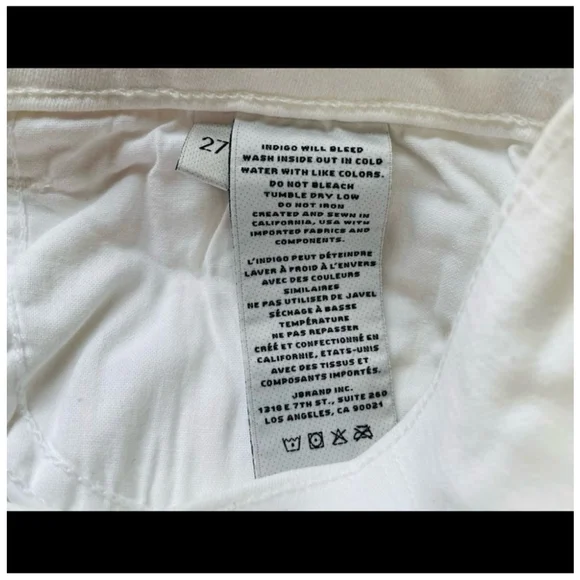 27
INDIGO WILL BLEED
WASH INSIDE OUT IN COLD
WATER WITH LIKE COLORS.
DO NOT BLEACH
TUMBLE DRY LOW
DO NOT IRON
CREATED AND SEWN IN
CALIFORNIA, USA WITH
IMPORTED FABRICS AND
COMPONENTS.
L'INDIGO PEUT DÉTEINDRE
LAVER À FROID À L'ENVERS
AVEC DES COULEURS
SIMILAIRES
NE PAS UTILISER DE JAVEL
SÉCHAGE À BASSE
TEMPÉRATURE
NE PAS REPASSER
CRÉÉ ET CONFECTIONNÉ EN
CALIFORNIE, ETATS-UNIS
AVEC DES TISSUS ET
COMPOSANTS IMPORTÉS.
JBRAND INC.
1318 E 7TH ST., SUITE 260
LOS ANGELES, CA 90021